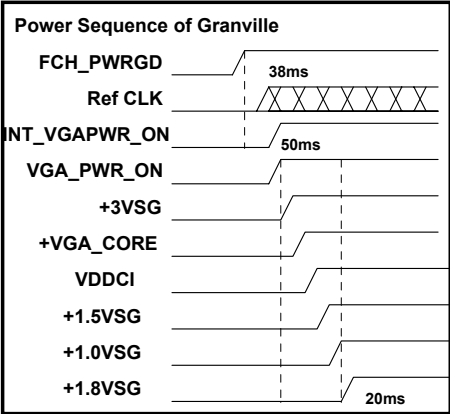 Power Sequence of Granville
FCH_PWRGD
38ms
Ref CLK
INT_VGAPWR_ON
50ms
VGA_PWR_ON
+3VSG
+VGA_CORE
VDDCI
+1.5VSG
+1.0VSG
+1.8VSG
20ms